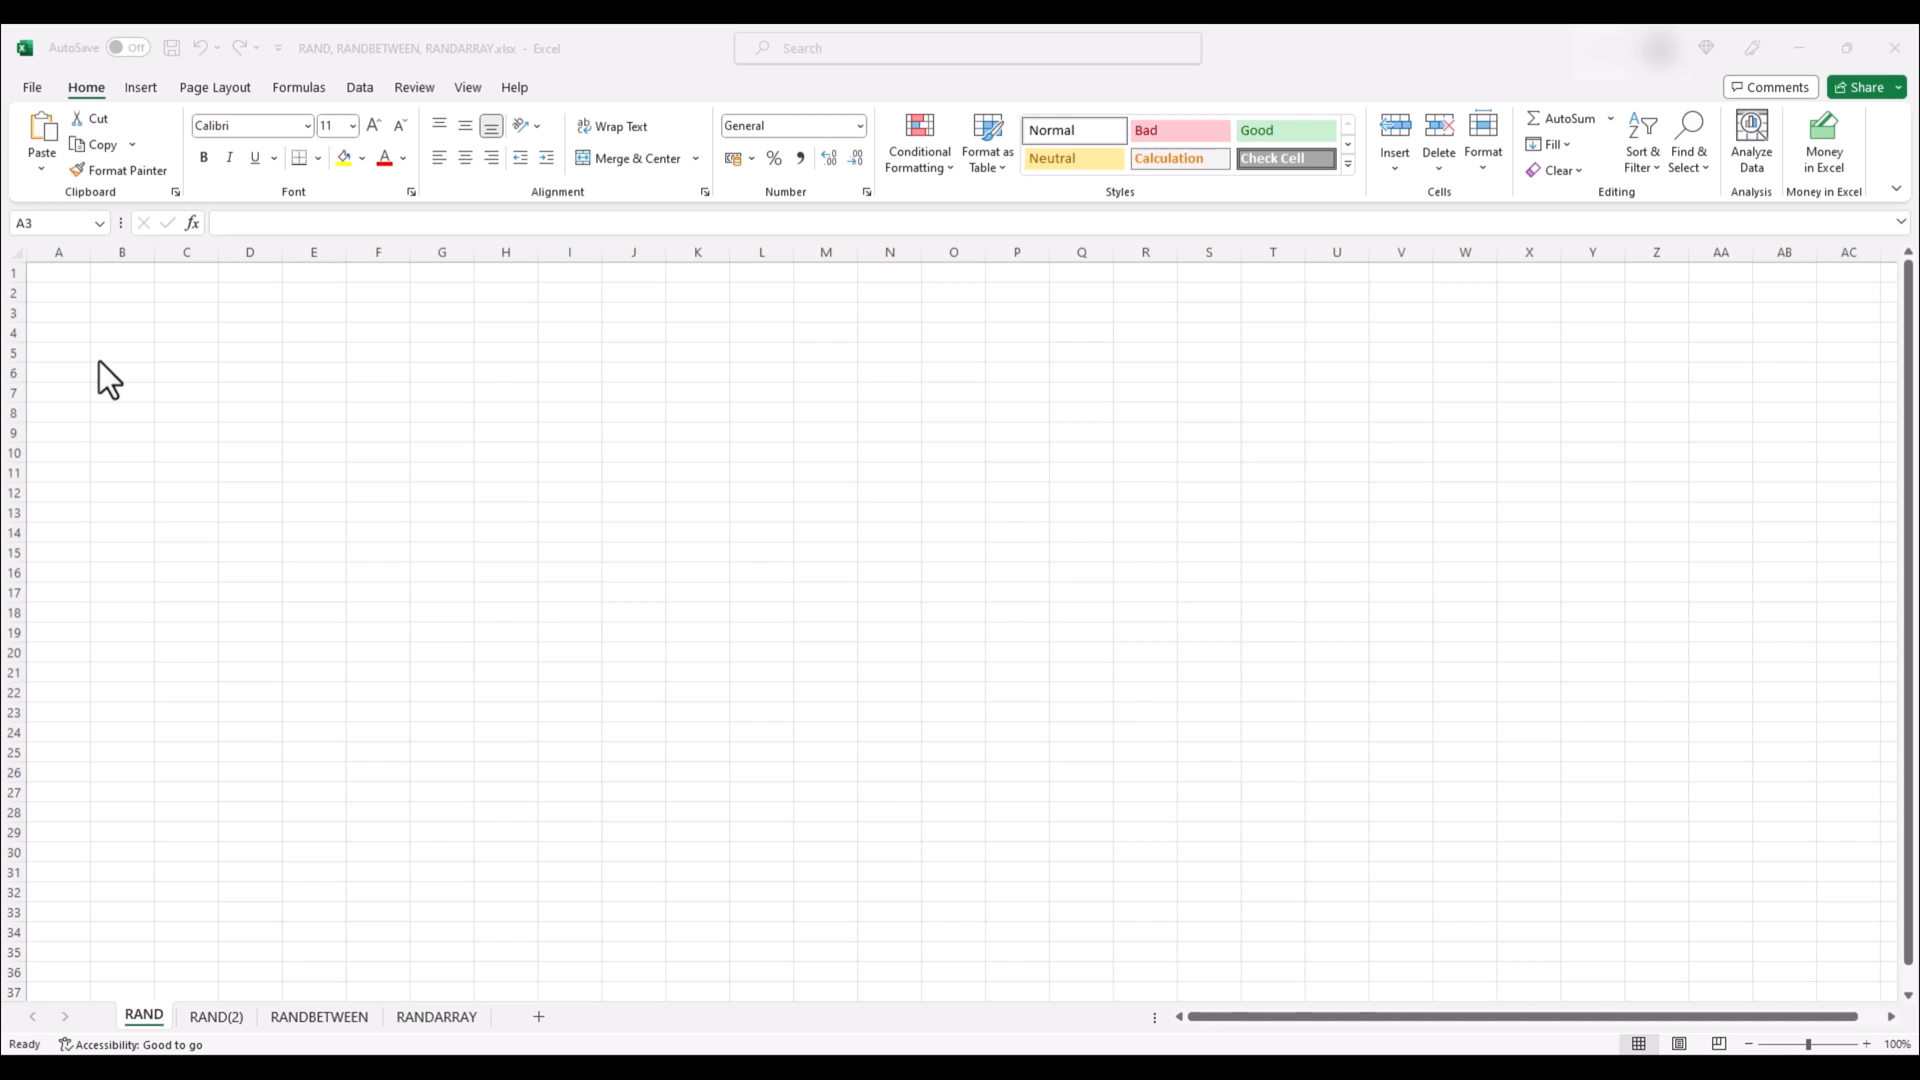 AutoSave Off RAND, RANDBETWEEN, RANDARRAY.xlsx - Excel Search
File Home Insert Page Layout Formulas Data Review View Help Comments Share
Paste Cut Copy Format Painter Clipboard
Calibri 11 B I U Font
Wrap Text Merge & Center Alignment
General % Number
Conditional Formatting Format as Table Normal Bad Good Neutral Calculation Check Cell Styles
Insert Delete Format Cells
AutoSum Fill Clear Sort & Filter Find & Select Editing
Analyze Data Analysis
Money in Excel Money in Excel
A3 fx
A B C D E F G H I J K L M N O P Q R S T U V W X Y Z AA AB AC
1
2
3
4
5
6
7
8
9
10
11
12
13
14
15
16
17
18
19
20
21
22
23
24
25
26
27
28
29
30
31
32
33
34
35
36
37
RAND RAND(2) RANDBETWEEN RANDARRAY
Ready Accessibility: Good to go 100%